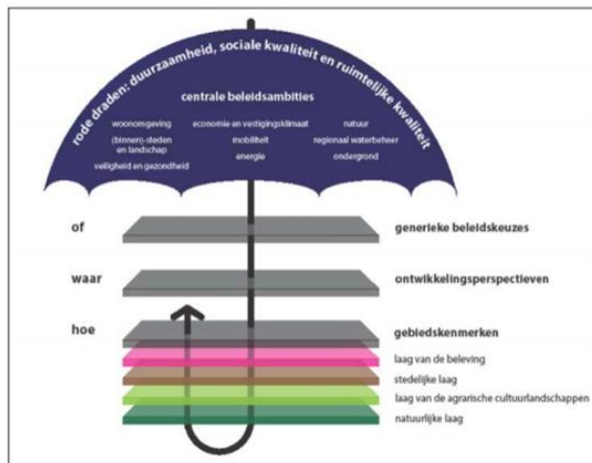 rode draden: duurzaamheid, sociale kwaliteit en ruimtelijke kwaliteit
centrale beleidsambities
woonomgeving
(binnen)-steden
en landschap
veiligheid en gezondheid
economie en vestigingsklimaat
mobiliteit
energie
natuur
regionaal waterbeheer
ondergrond
of
generieke beleidskeuzes
waar
ontwikkelingsperspectieven
hoe
gebiedskenmerken
laag van de beleving
stedelijke laag
laag van de agrarische cultuurlandschappen
natuurlijke laag